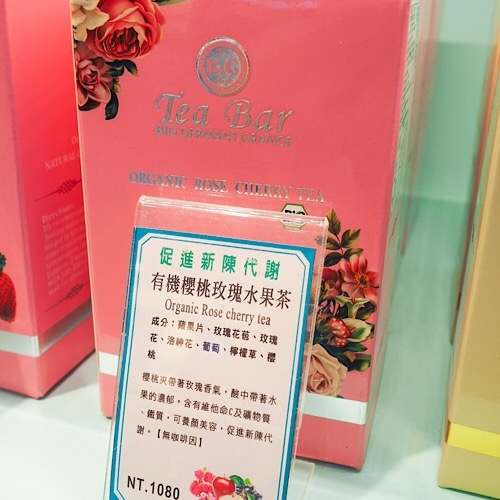 Tea Bar
BIO GERMANY ORANGE
ORGANIC ROSE CHERRY TEA
BIO
促進新陳代謝
有機櫻桃玫瑰水果茶
Organic Rose cherry tea
成分：蘋果片、玫瑰花苞、玫瑰
花、洛神花、葡萄、檸檬草、櫻
桃
櫻桃夾帶著玫瑰香氣，酸中帶著水
果的濃郁，含有維他命C及礦物質
、鐵質，可養顏美容，促進新陳代
謝。【無咖啡因】
NT.1080